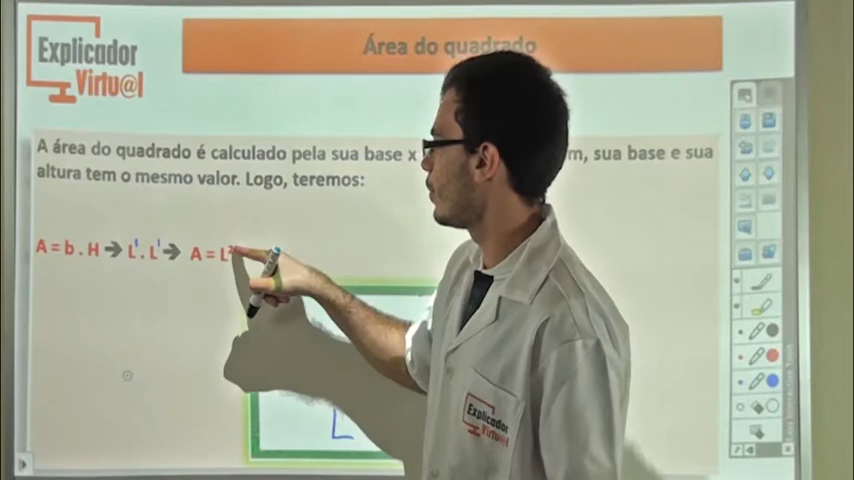 Explicador
Virtu@l
Área do quadrado
A área do quadrado é calculado pela sua base x m, sua base e sua
altura tem o mesmo valor. Logo, teremos:
A = b . H ➔ L¹. L¹ ➔ A = L²
L
Explicador
Virtu@l